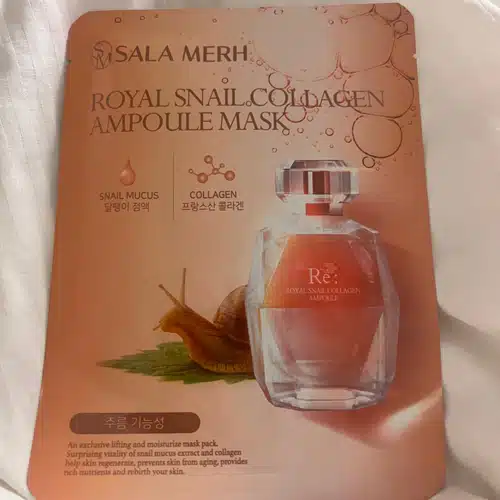 SM SALA MERH
ROYAL SNAIL COLLAGEN
AMPOULE MASK
SNAIL MUCUS
달팽이 점액
COLLAGEN
프랑스산 콜라겐
Re:
ROYAL SNAIL COLLAGEN
AMPOULE
주름 기능성
An exclusive lifting and moisturise mask pack.
Surprising vitality of snail mucus extract and collagen
help skin regenerate, prevents skin from aging, provides
rich nutrients and rebirth your skin.